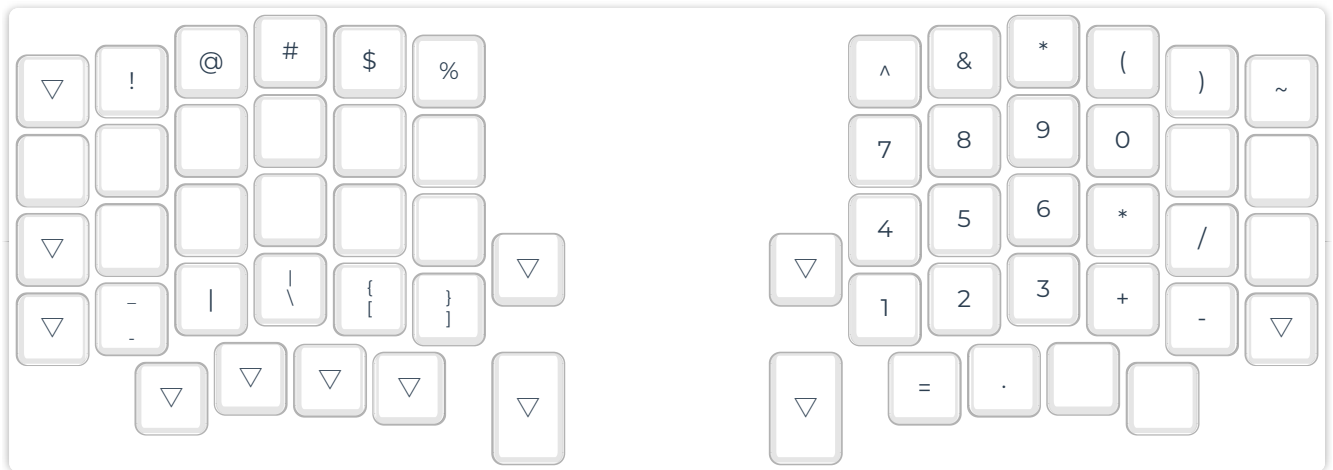 ▽ ! @ # $ % ^ & * ( ) ~
7 8 9 0
▽ ▽ ▽ 4 5 6 * /
▽ _ - | | \ { [ } ] 1 2 3 + - ▽
▽ ▽ ▽ ▽ ▽ ▽ = .